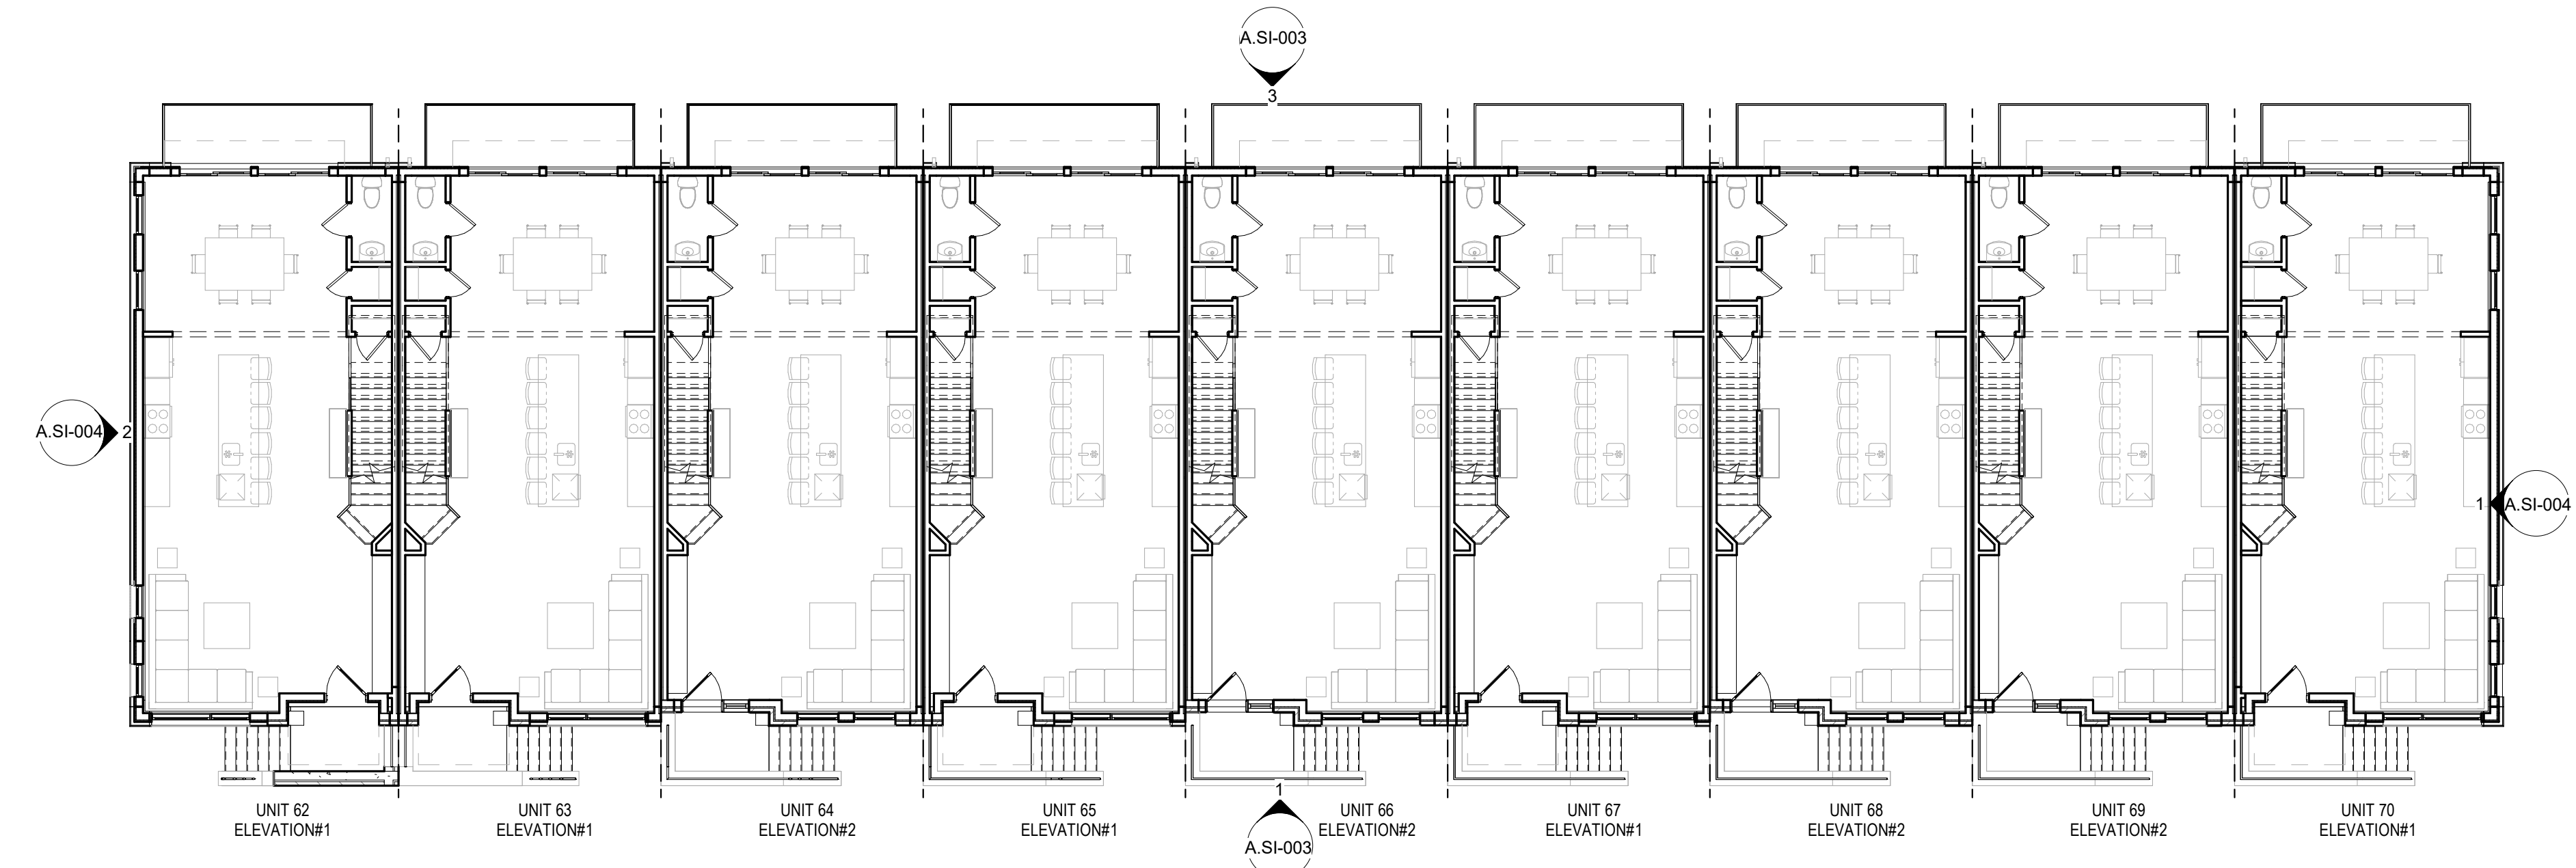 A.SI-003
3
A.SI-004 2
1 A.SI-004
1
A.SI-003
UNIT 62
ELEVATION#1
UNIT 63
ELEVATION#1
UNIT 64
ELEVATION#2
UNIT 65
ELEVATION#1
UNIT 66
ELEVATION#2
UNIT 67
ELEVATION#1
UNIT 68
ELEVATION#2
UNIT 69
ELEVATION#2
UNIT 70
ELEVATION#1